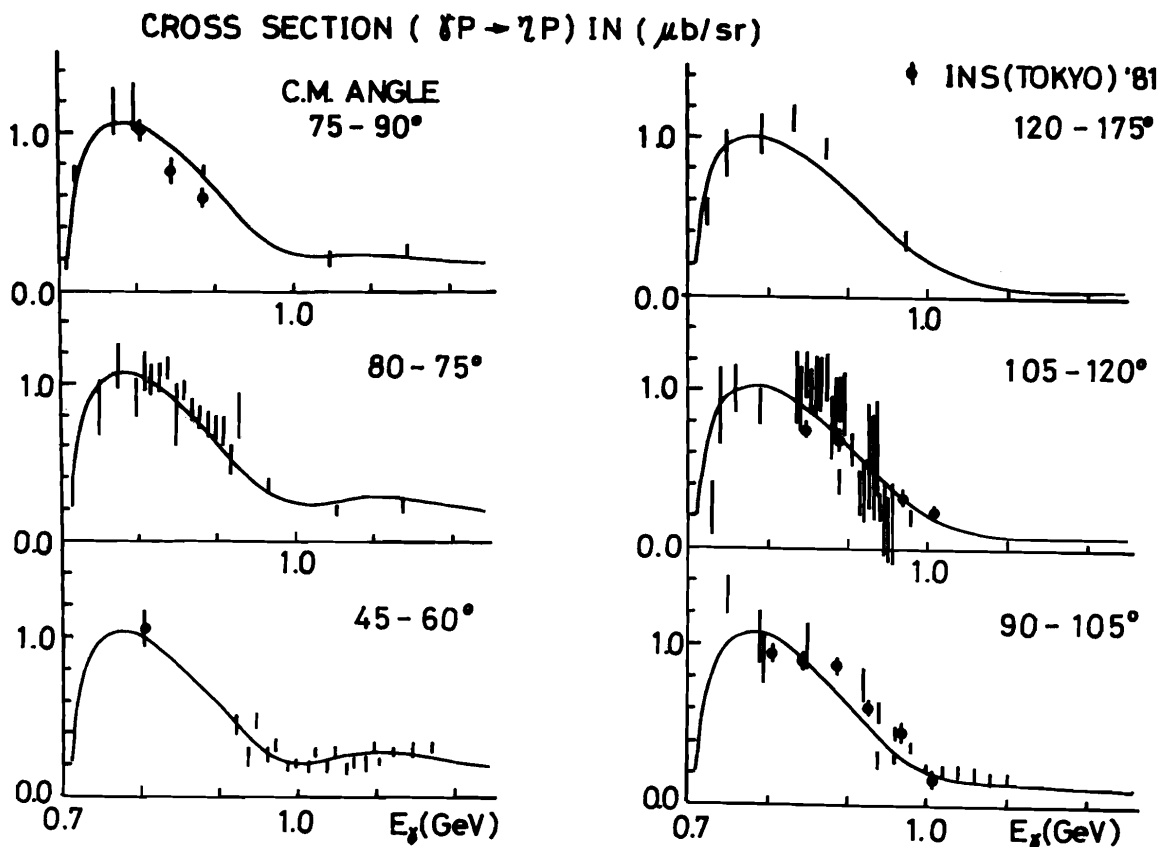 CROSS SECTION ( γP → ηP) IN ( μb/sr)
C.M. ANGLE
75 - 90°
1.0
0.0
1.0
80 - 75°
1.0
0.0
1.0
45 - 60°
1.0
0.0
0.7
1.0
Eγ(GeV)
INS(TOKYO) '81
120 - 175°
1.0
0.0
1.0
105 - 120°
1.0
0.0
1.0
90 - 105°
1.0
0.0
0.7
1.0
Eγ(GeV)